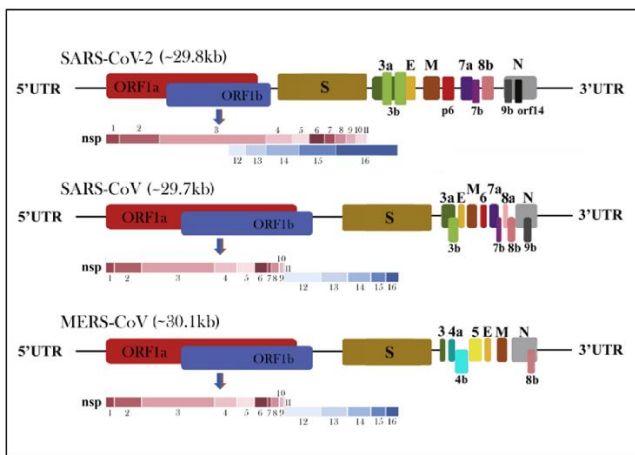 SARS-CoV-2 (~29.8kb)
3a E M 7a 8b N
5'UTR ORF1a ORF1b S 3'UTR
3b p6 7b 9b orf14
nsp 1 2 3 4 5 6 7 8 9 10 11
12 13 14 15 16
SARS-CoV (~29.7kb)
3a E M 6 7a 8a N
5'UTR ORF1a ORF1b S 3'UTR
3b 7b 8b 9b
10
nsp 11
1 2 3 4 5 6 7 8 9 12 13 14 15 16
MERS-CoV (~30.1kb)
3 4a 5 E M N
5'UTR ORF1a ORF1b S 3'UTR
4b 8b
10
nsp 11
1 2 3 4 5 6 7 8 9 12 13 14 15 16